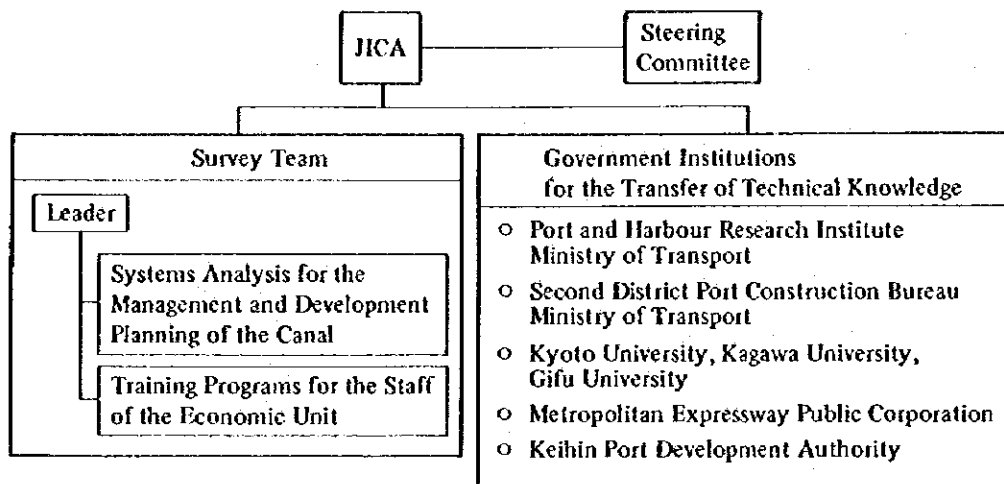 JICA
Steering
Committee
Survey Team
Leader
Systems Analysis for the
Management and Development
Planning of the Canal
Training Programs for the Staff
of the Economic Unit
Government Institutions
for the Transfer of Technical Knowledge
o Port and Harbour Research Institute
Ministry of Transport
o Second District Port Construction Bureau
Ministry of Transport
o Kyoto University, Kagawa University,
Gifu University
o Metropolitan Expressway Public Corporation
o Keihin Port Development Authority